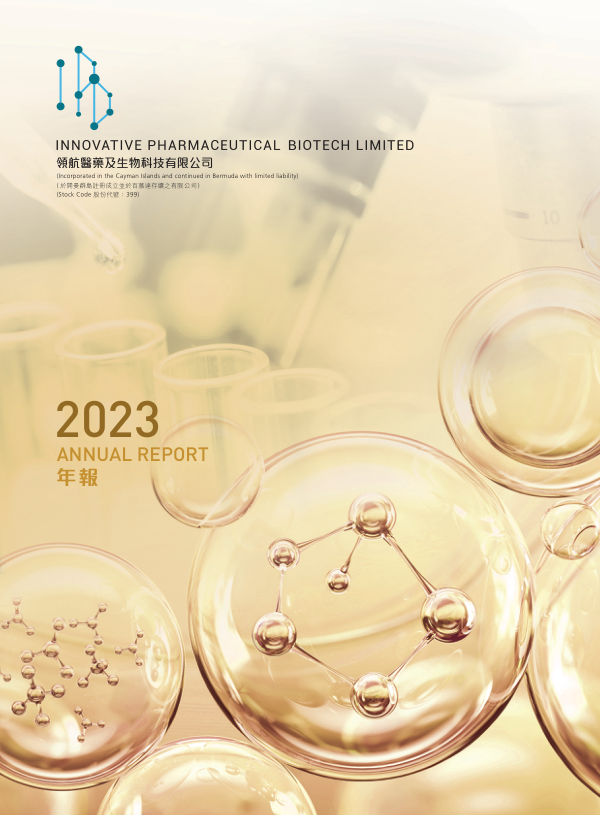 INNOVATIVE PHARMACEUTICAL BIOTECH LIMITED
領航醫藥及生物科技有限公司
(Incorporated in the Cayman Islands and continued in Bermuda with limited liability)
(於開曼群島註冊成立並於百慕達存續之有限公司)
(Stock Code 股份代號：399)
10
2023
ANNUAL REPORT
年報